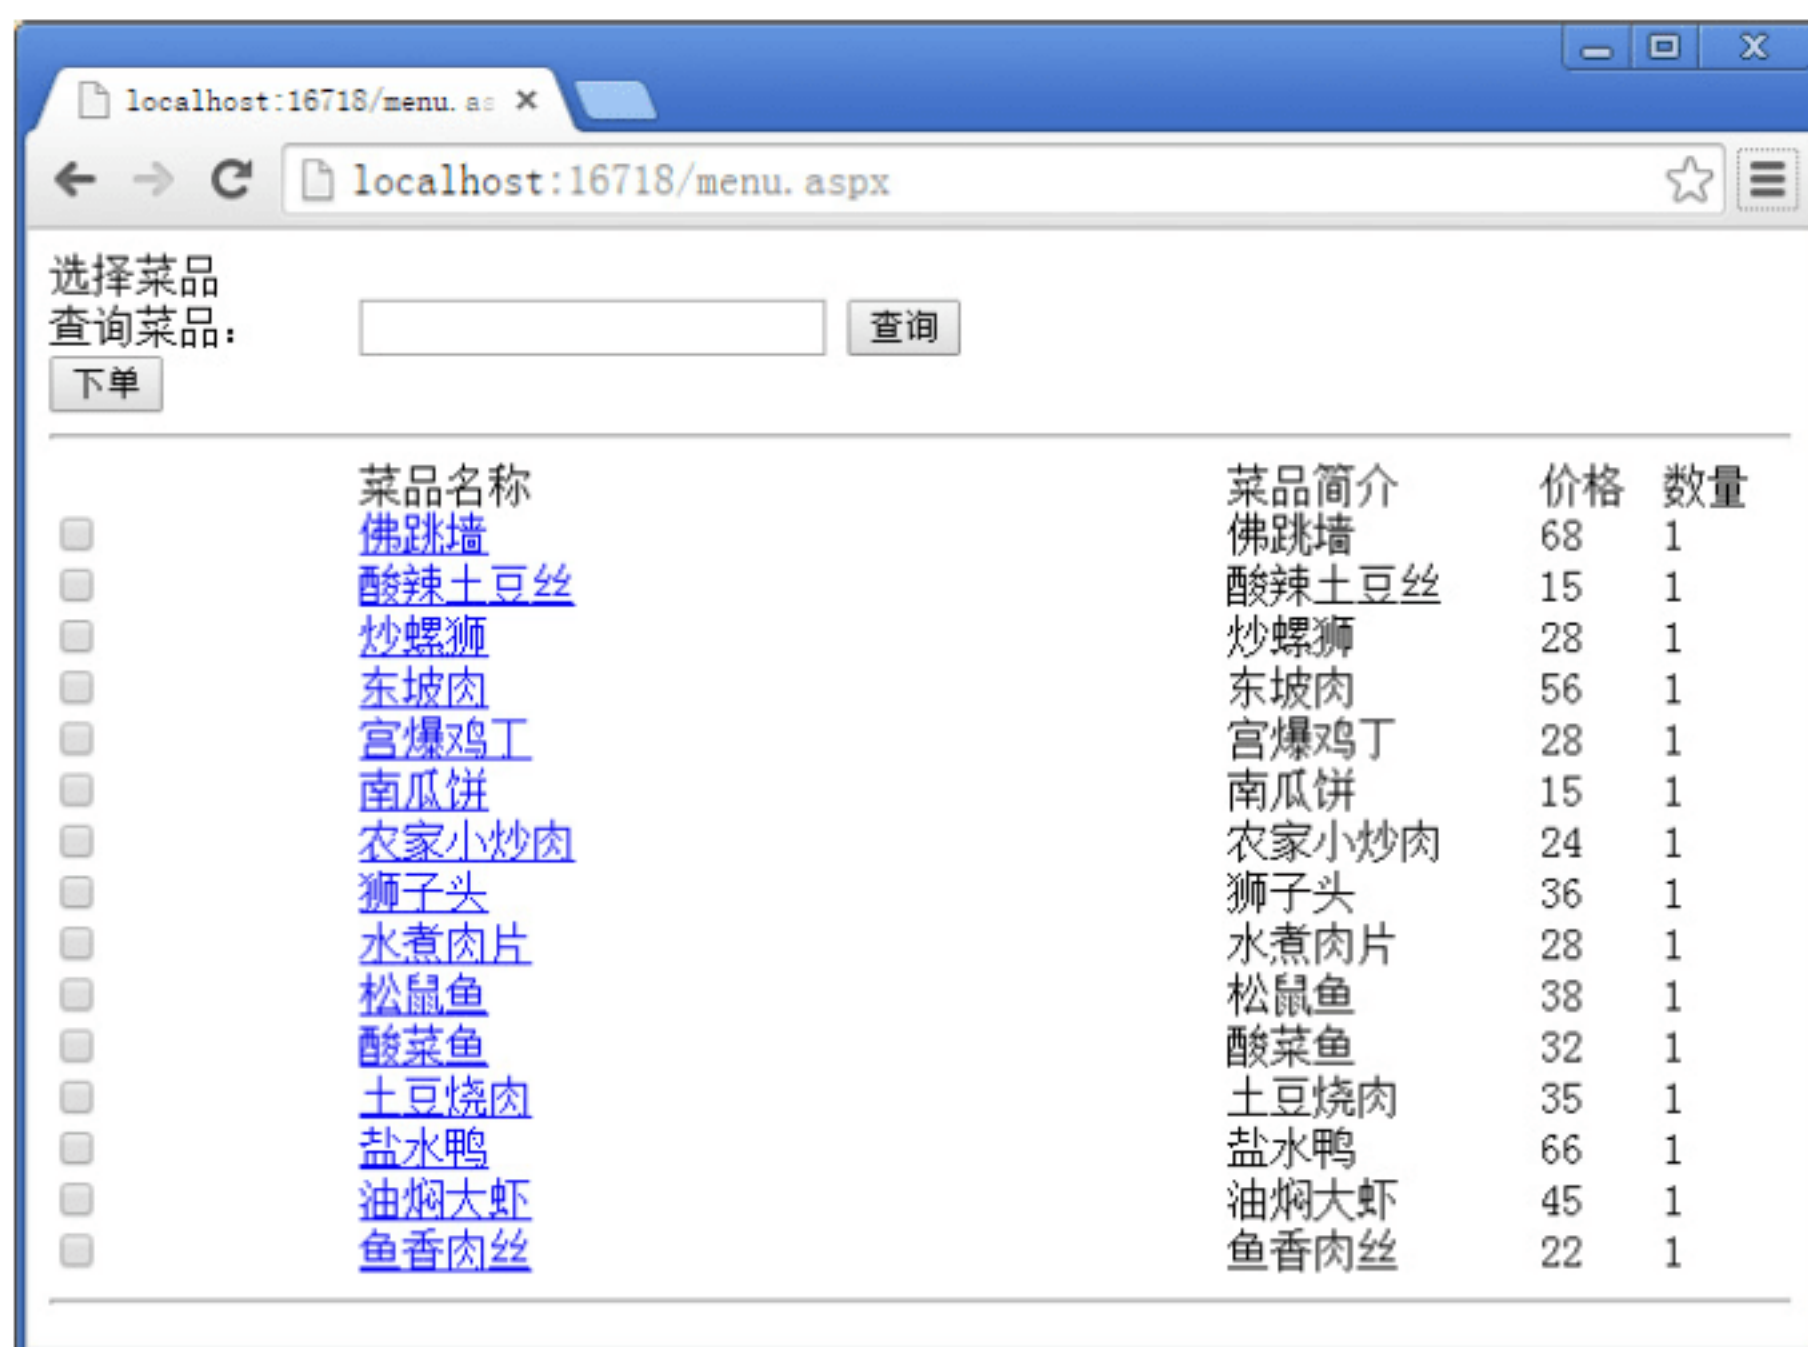 localhost:16718/menu.as
localhost:16718/menu.aspx
选择菜品
查询菜品: 查询
下单
菜品名称 菜品简介 价格 数量
佛跳墙 佛跳墙 68 1
酸辣土豆丝 酸辣土豆丝 15 1
炒螺狮 炒螺狮 28 1
东坡肉 东坡肉 56 1
宫爆鸡丁 宫爆鸡丁 28 1
南瓜饼 南瓜饼 15 1
农家小炒肉 农家小炒肉 24 1
狮子头 狮子头 36 1
水煮肉片 水煮肉片 28 1
松鼠鱼 松鼠鱼 38 1
酸菜鱼 酸菜鱼 32 1
土豆烧肉 土豆烧肉 35 1
盐水鸭 盐水鸭 66 1
油焖大虾 油焖大虾 45 1
鱼香肉丝 鱼香肉丝 22 1